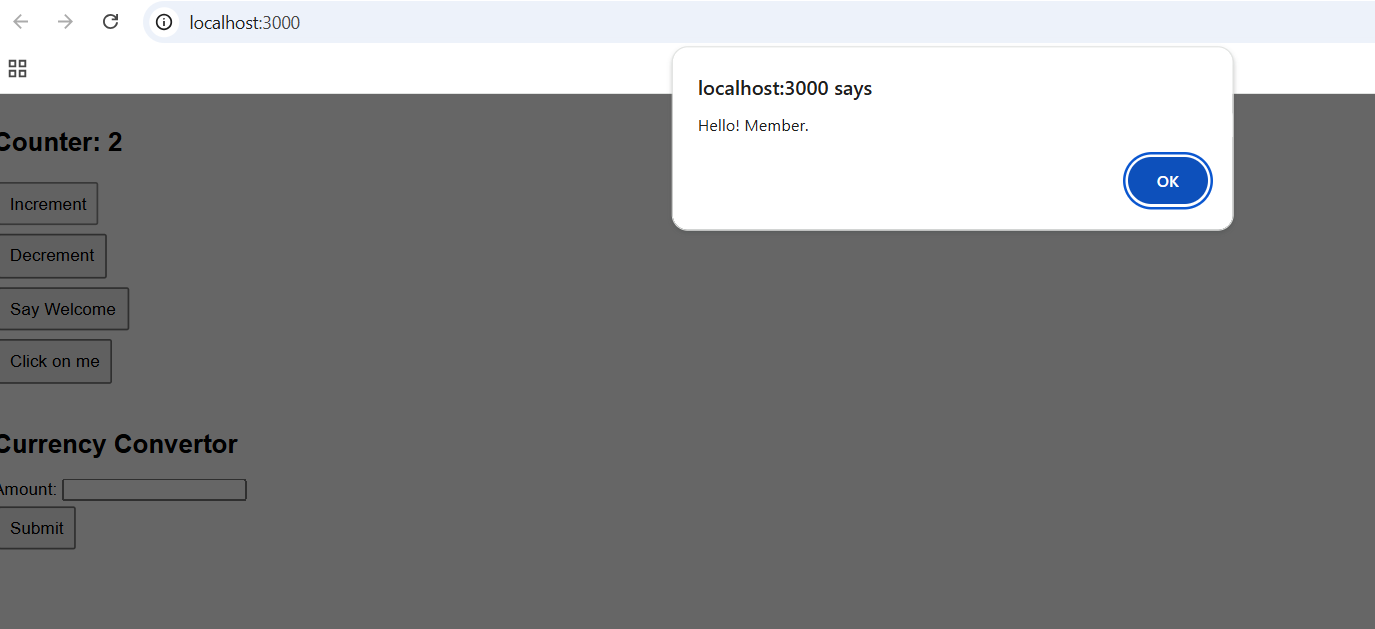 localhost:3000
localhost:3000 says
Hello! Member.
OK
Counter: 2
Increment
Decrement
Say Welcome
Click on me
Currency Convertor
Amount:
Submit